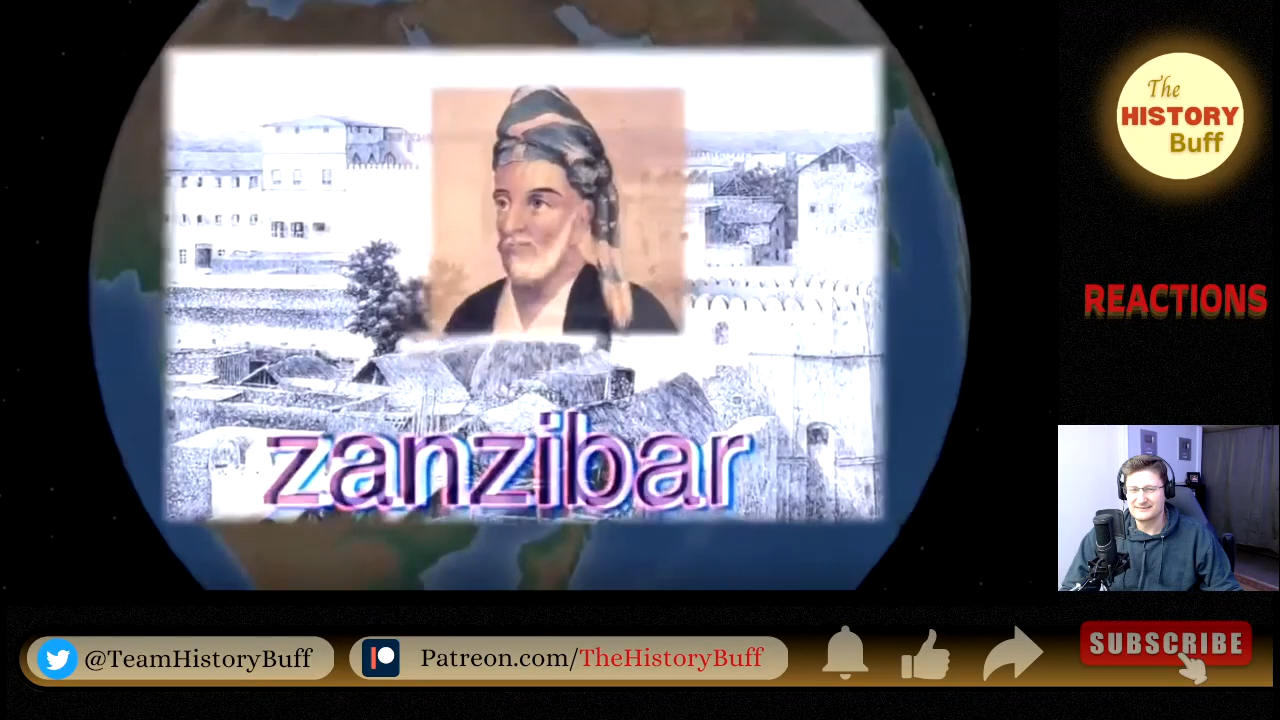 The
HISTORY
Buff
REACTIONS
zanzibar
@TeamHistoryBuff
Patreon.com/TheHistoryBuff
SUBSCRIBE